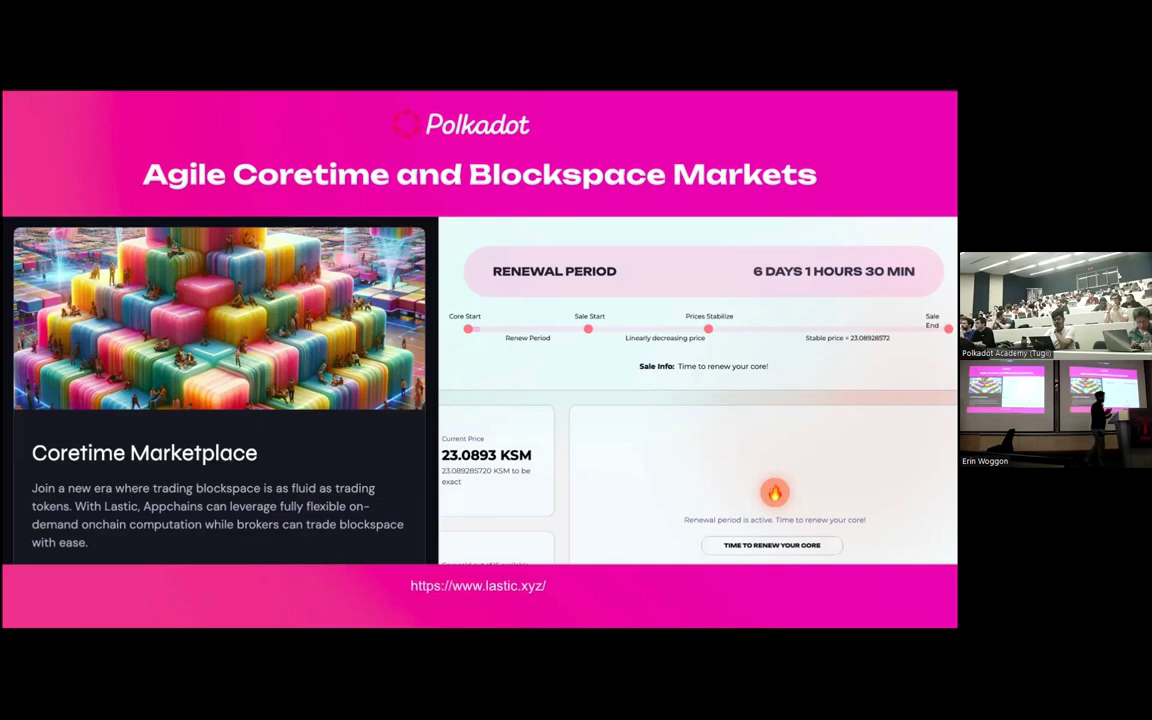 Polkadot
Agile Coretime and Blockspace Markets
Coretime Marketplace
Join a new era where trading blockspace is as fluid as trading
tokens. With Lastic, Appchains can leverage fully flexible on-
demand onchain computation while brokers can trade blockspace
with ease.
RENEWAL PERIOD
6 DAYS 1 HOURS 30 MIN
Core Start
Sale Start
Prices Stabilize
Sale
End
Renew Period
Linearly decreasing price
Stable price = 23.08928572
Sale Info: Time to renew your core!
Current Price
23.0893 KSM
23.089285720 KSM to be
exact
Renewal period is active. Time to renew your core!
TIME TO RENEW YOUR CORE
https://www.lastic.xyz/
Polkadot Academy (Tugii)
Erin Woggon